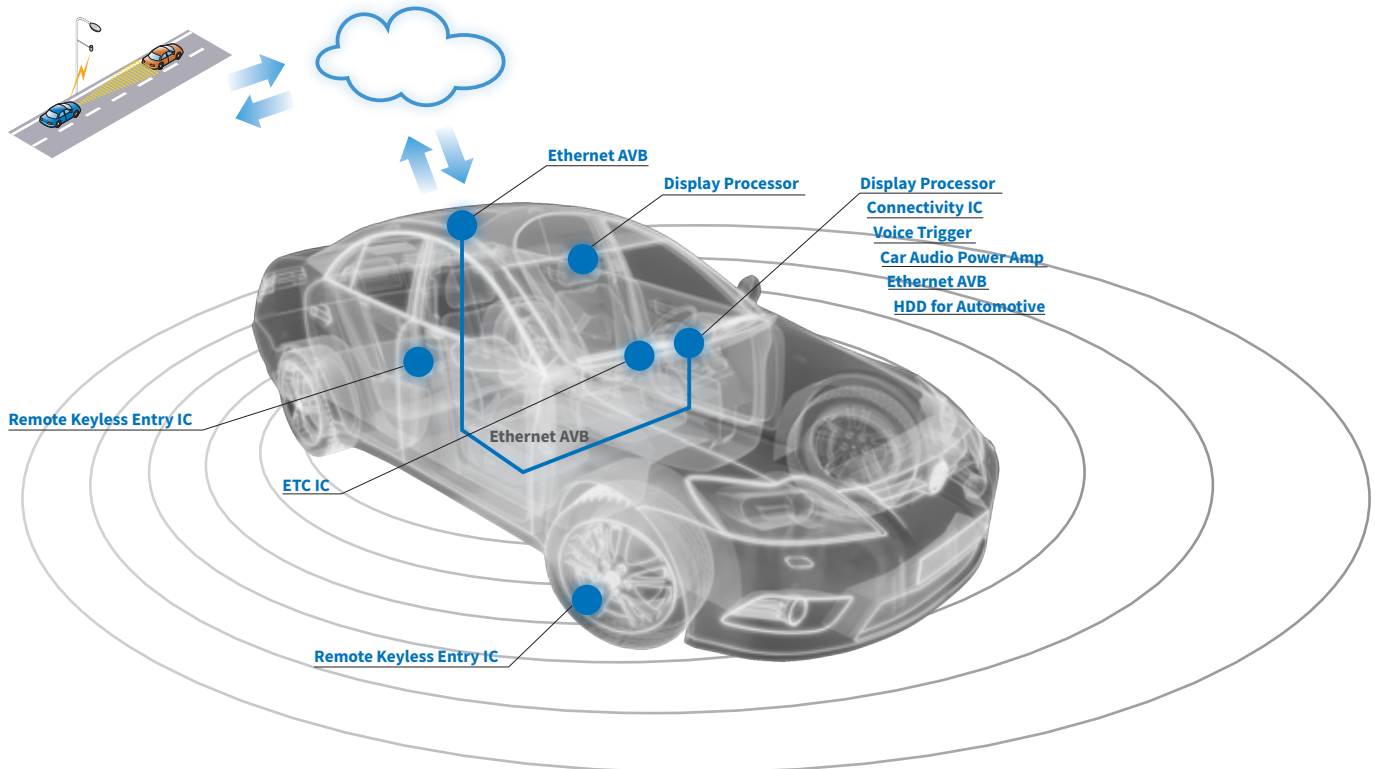 Ethernet AVB
Display Processor
Display Processor
Connectivity IC
Voice Trigger
Car Audio Power Amp
Ethernet AVB
HDD for Automotive
Remote Keyless Entry IC
Ethernet AVB
ETC IC
Remote Keyless Entry IC